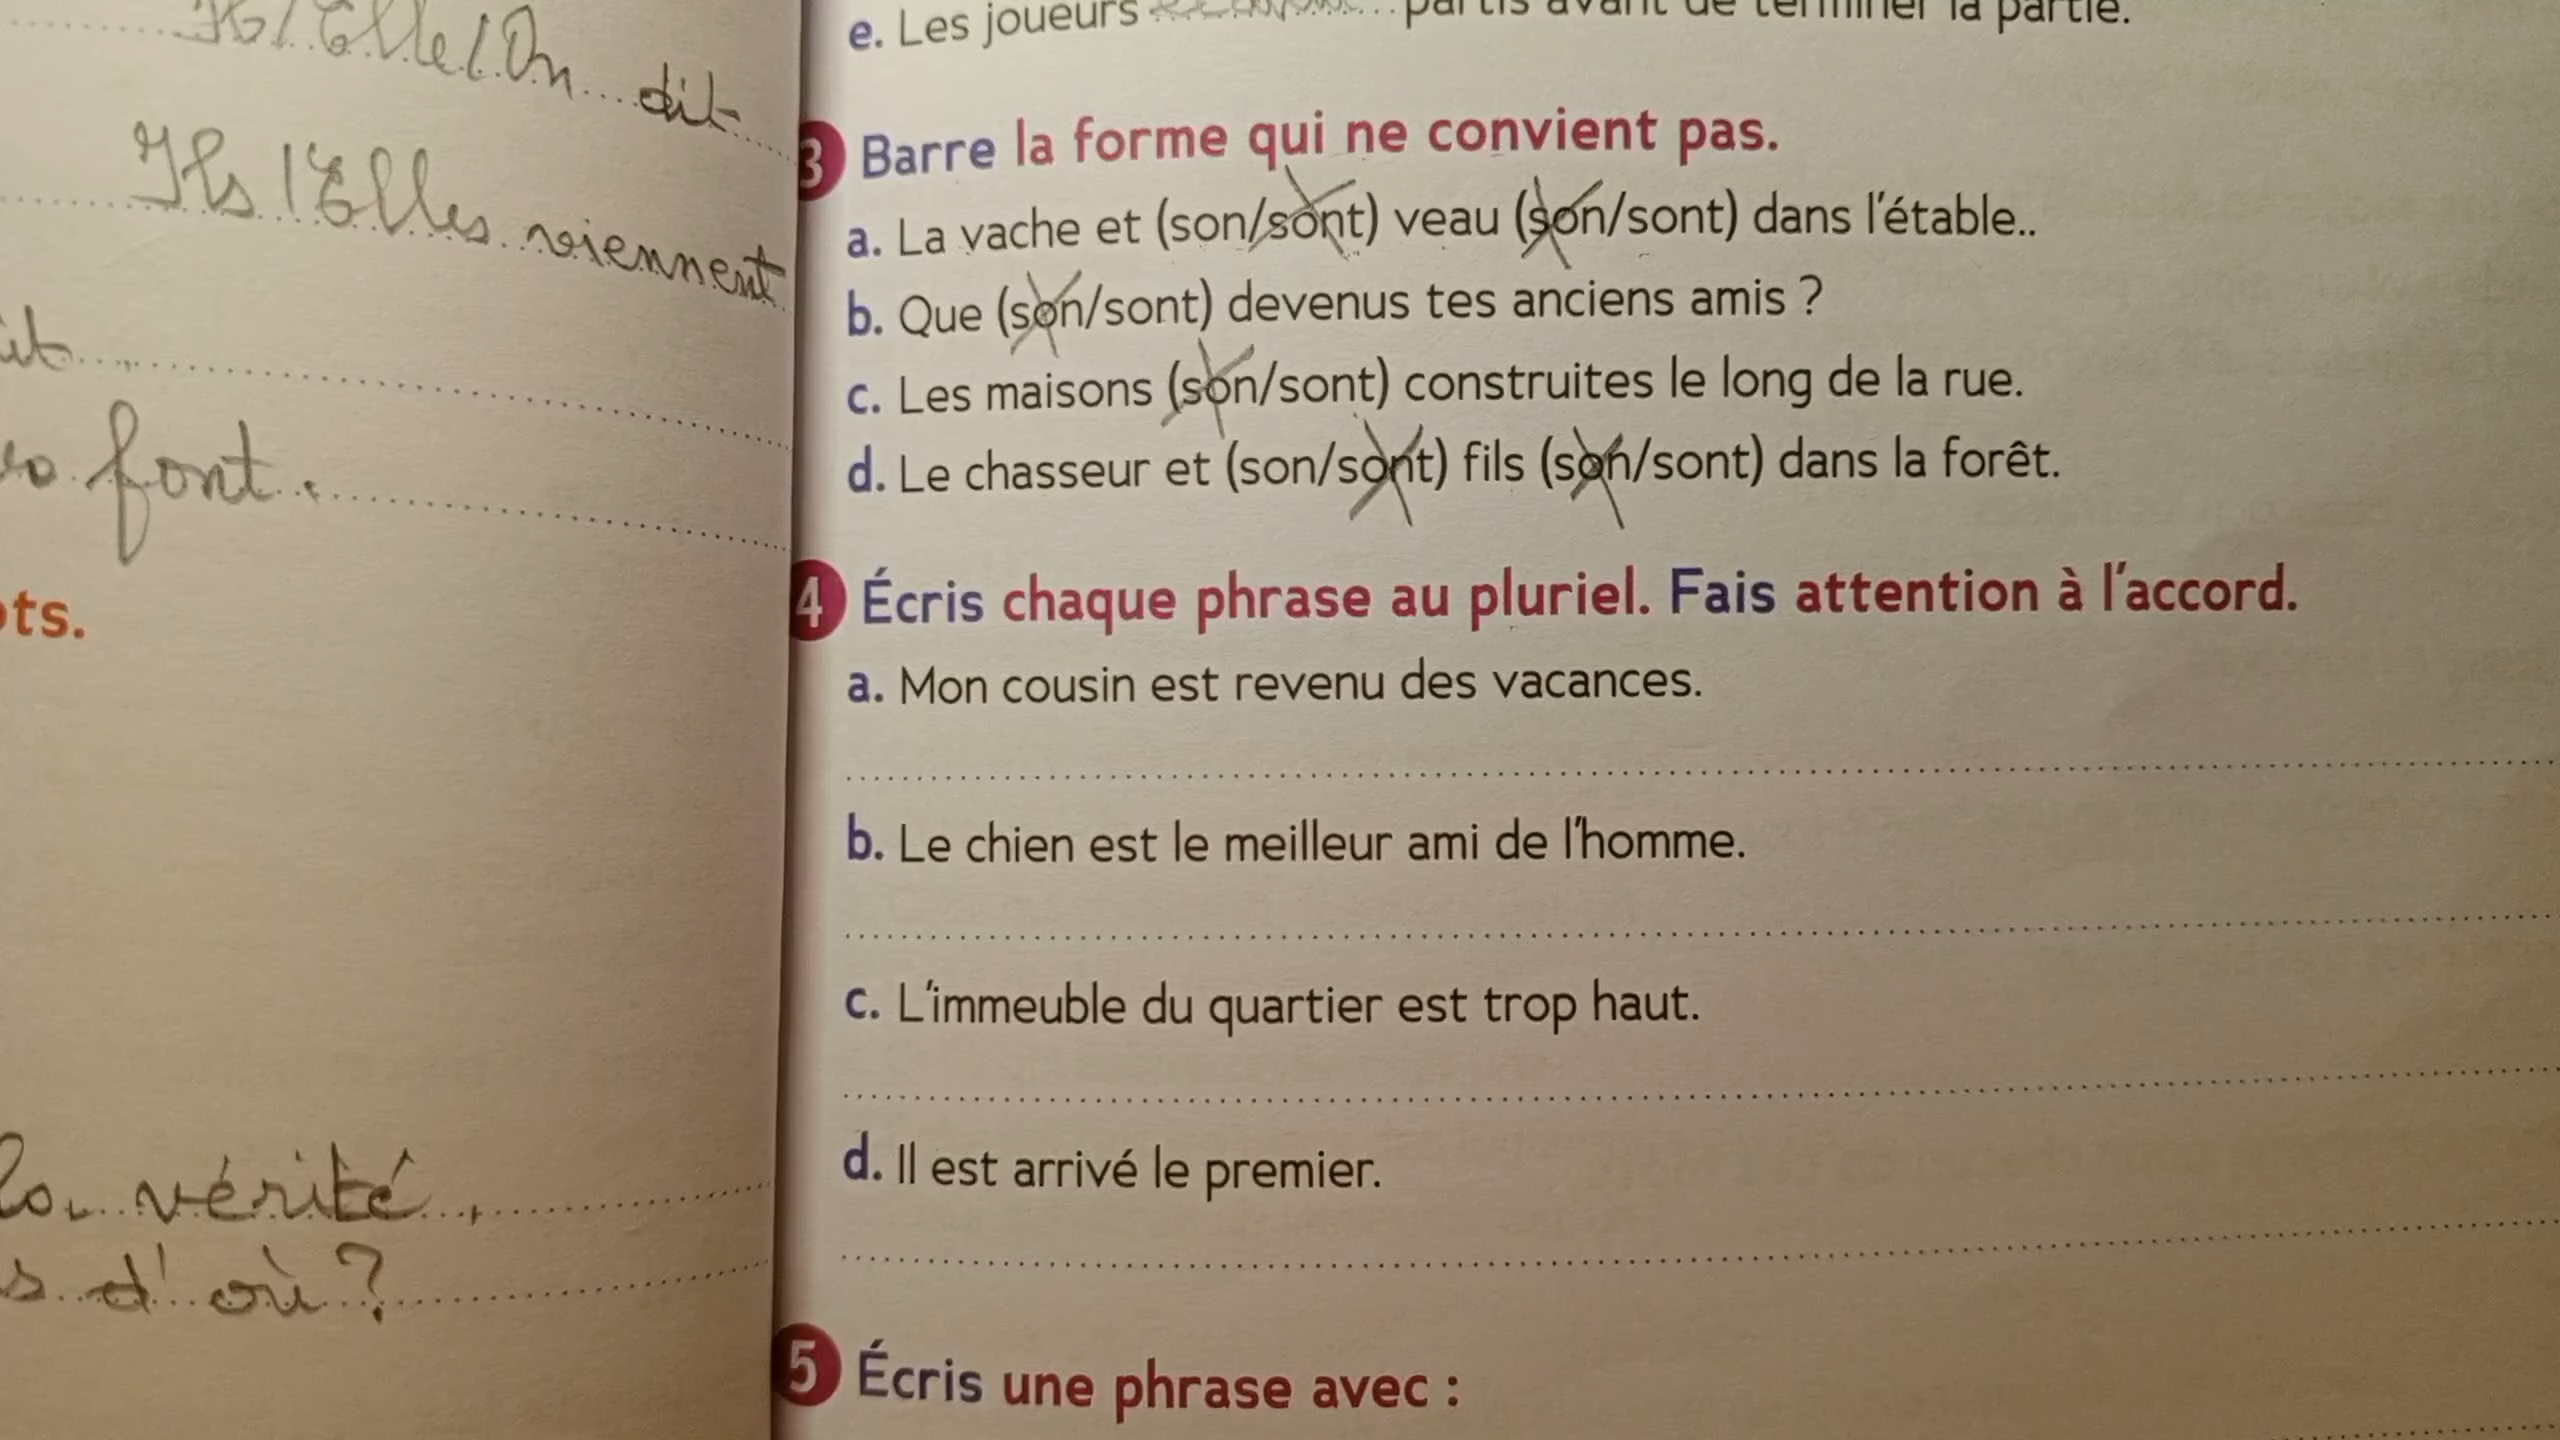 Il/Elle/On dit
Ils/Elles viennent
it
font.
ts.
la vérité.
s d'où ?
e. Les joueurs partis avant de terminer la partie.
3 Barre la forme qui ne convient pas.
a. La vache et (son/sont) veau (son/sont) dans l'étable..
b. Que (son/sont) devenus tes anciens amis ?
c. Les maisons (son/sont) construites le long de la rue.
d. Le chasseur et (son/sont) fils (son/sont) dans la forêt.
4 Écris chaque phrase au pluriel. Fais attention à l'accord.
a. Mon cousin est revenu des vacances.
b. Le chien est le meilleur ami de l'homme.
c. L'immeuble du quartier est trop haut.
d. Il est arrivé le premier.
5 Écris une phrase avec :